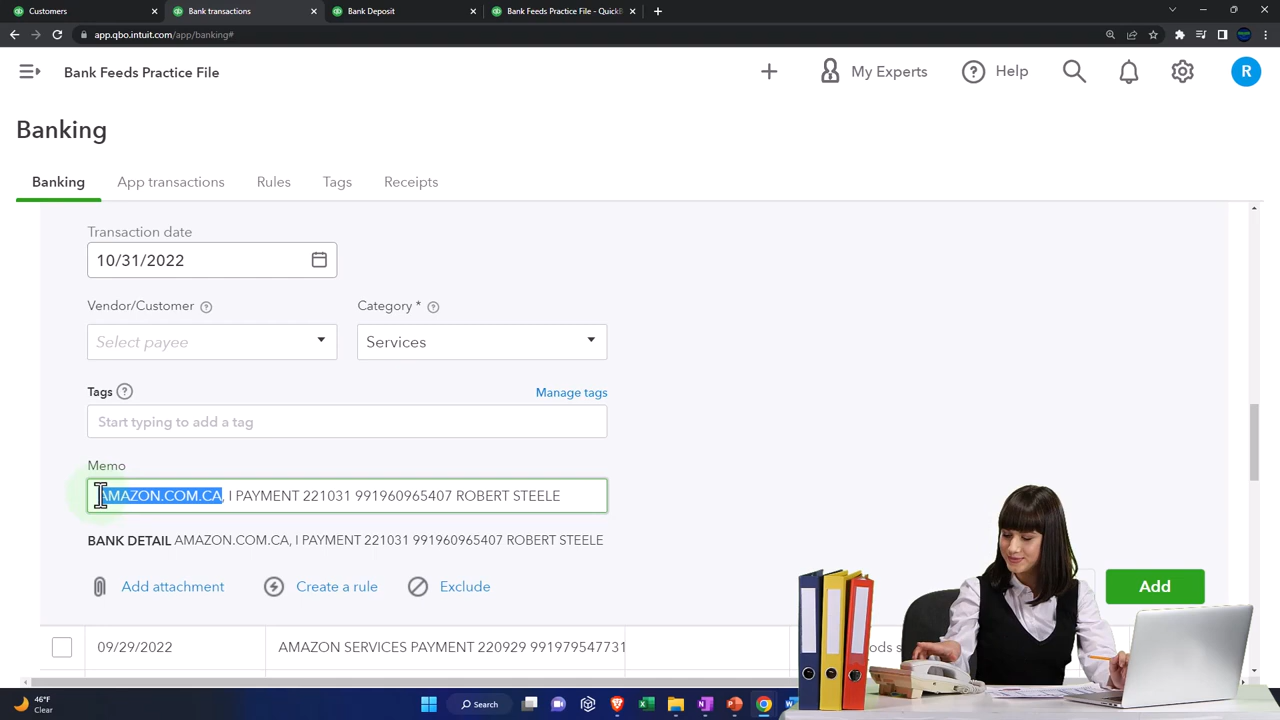 Customers × Bank transactions × Bank Deposit × Bank Feeds Practice File - QuickB × +
app.qbo.intuit.com/app/banking#
Bank Feeds Practice File My Experts Help R
Banking
Banking App transactions Rules Tags Receipts
Transaction date
10/31/2022
Vendor/Customer ? Category * ?
Select payee Services
Tags ? Manage tags
Start typing to add a tag
Memo
AMAZON.COM.CA, I PAYMENT 221031 991960965407 ROBERT STEELE
BANK DETAIL AMAZON.COM.CA, I PAYMENT 221031 991960965407 ROBERT STEELE
Add attachment Create a rule Exclude Add
09/29/2022 AMAZON SERVICES PAYMENT 220929 991979547731
46°F
Clear
Search